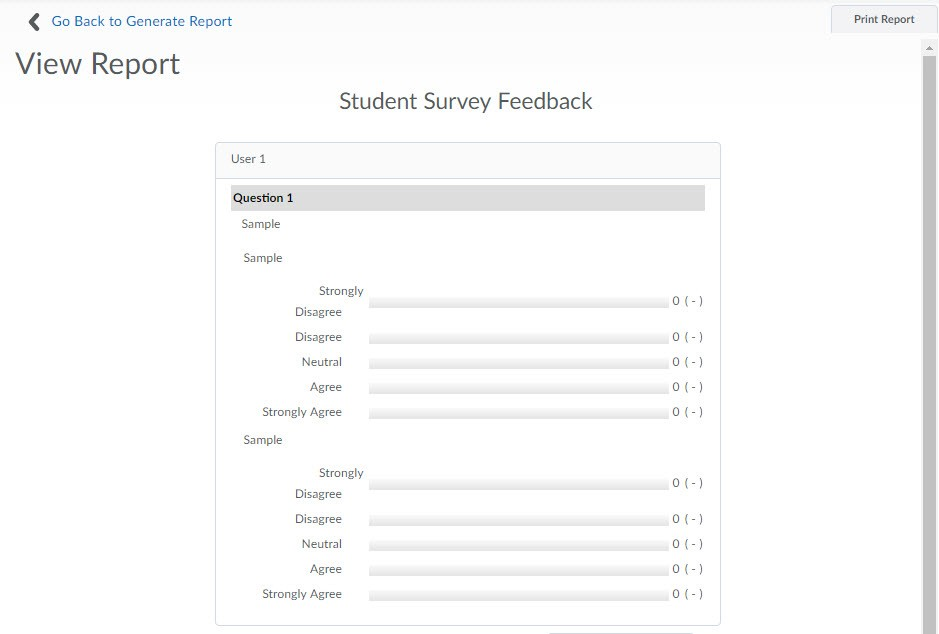 Go Back to Generate Report
Print Report
View Report
Student Survey Feedback
User 1
Question 1
Sample
Sample
Strongly
Disagree 0 ( - )
Disagree 0 ( - )
Neutral 0 ( - )
Agree 0 ( - )
Strongly Agree 0 ( - )
Sample
Strongly
Disagree 0 ( - )
Disagree 0 ( - )
Neutral 0 ( - )
Agree 0 ( - )
Strongly Agree 0 ( - )